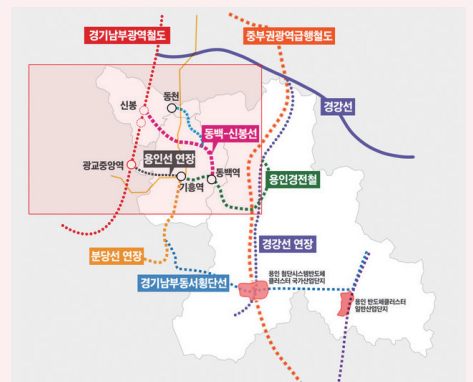 경기남부광역철도
중부권광역급행철도
동천
신봉
경강선
동백-신봉선
용인선 연장
광교중앙역
기흥역
동백역
용인경전철
분당선 연장
경강선 연장
경기남부동서횡단선
용인 첨단시스템반도체
클러스터 국가산업단지
용인 반도체클러스터
일반산업단지